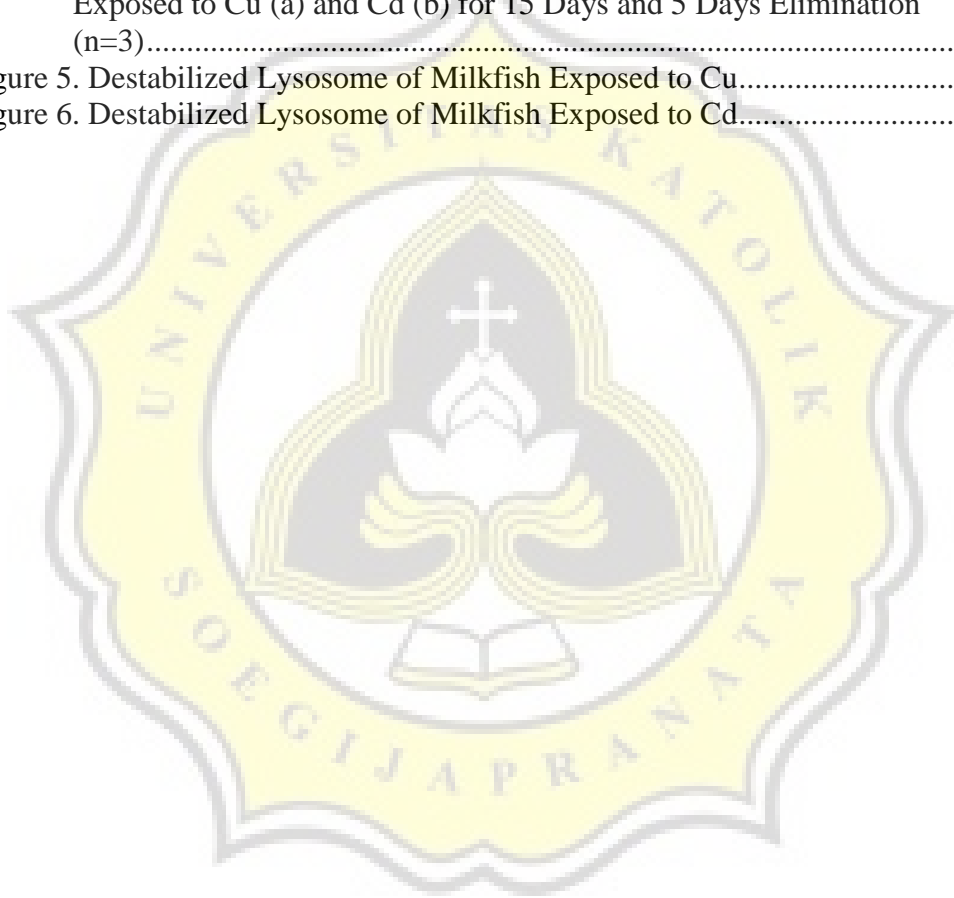 Exposed to Cu (a) and Cd (b) for 15 Days and 5 Days Elimination
(n=3)
gure 5. Destabilized Lysosome of Milkfish Exposed to Cu
gure 6. Destabilized Lysosome of Milkfish Exposed to Cd
UNIVERSITAS KATOLIK
SOEGIJAPRANATA